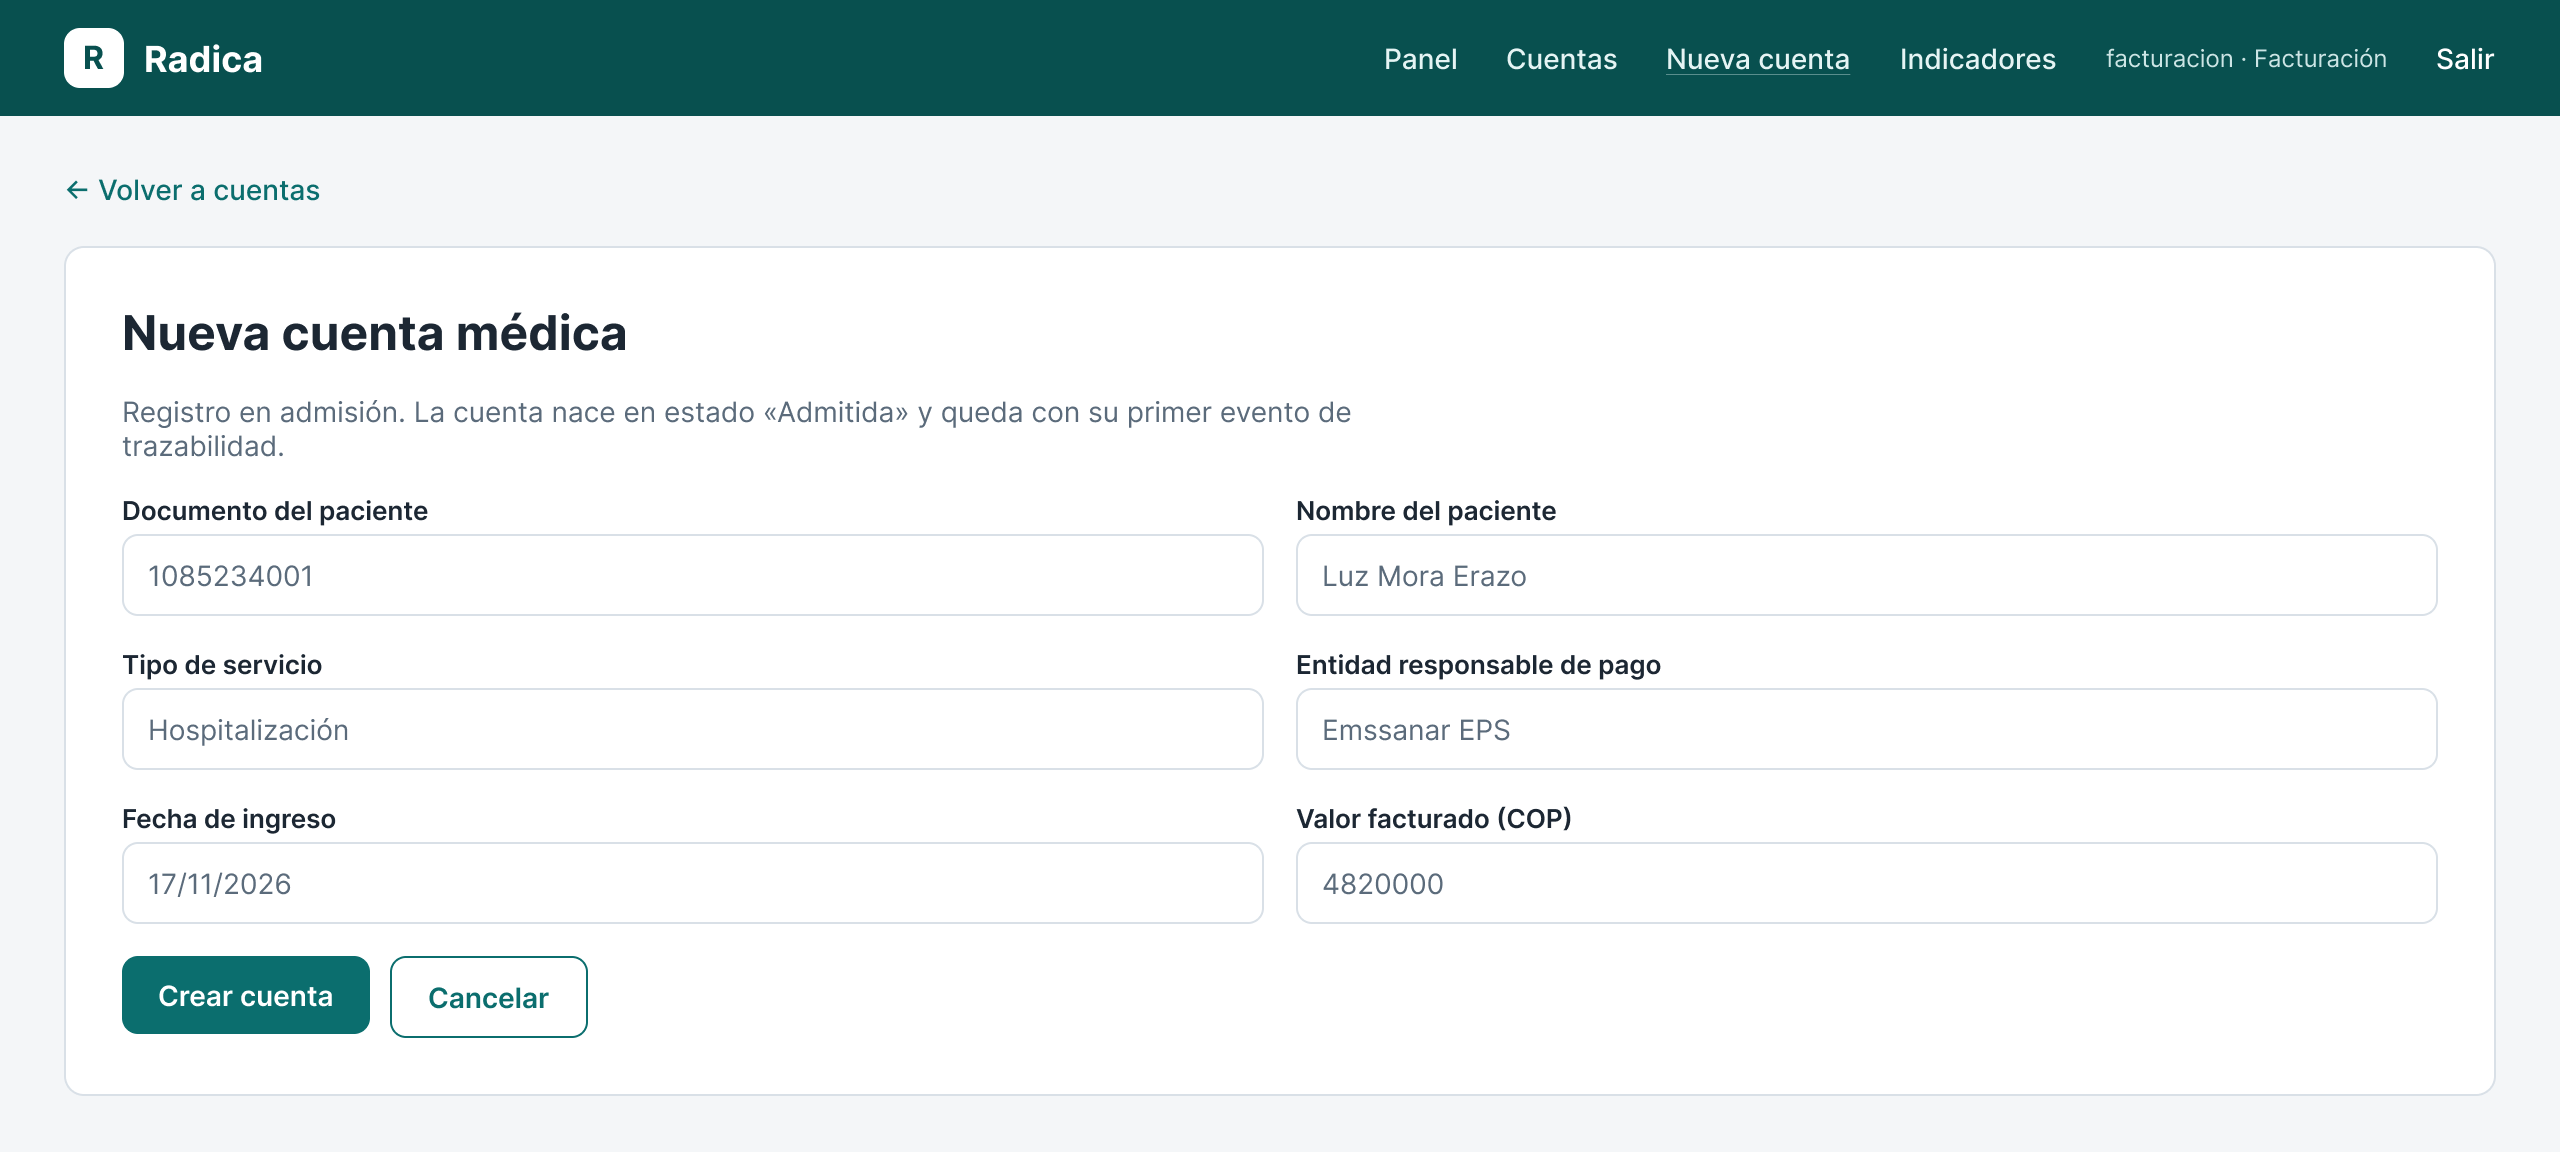 R Radica
Panel Cuentas Nueva cuenta Indicadores facturacion · Facturación Salir
← Volver a cuentas
Nueva cuenta médica
Registro en admisión. La cuenta nace en estado «Admitida» y queda con su primer evento de
trazabilidad.
Documento del paciente
1085234001
Nombre del paciente
Luz Mora Erazo
Tipo de servicio
Hospitalización
Entidad responsable de pago
Emssanar EPS
Fecha de ingreso
17/11/2026
Valor facturado (COP)
4820000
Crear cuenta
Cancelar